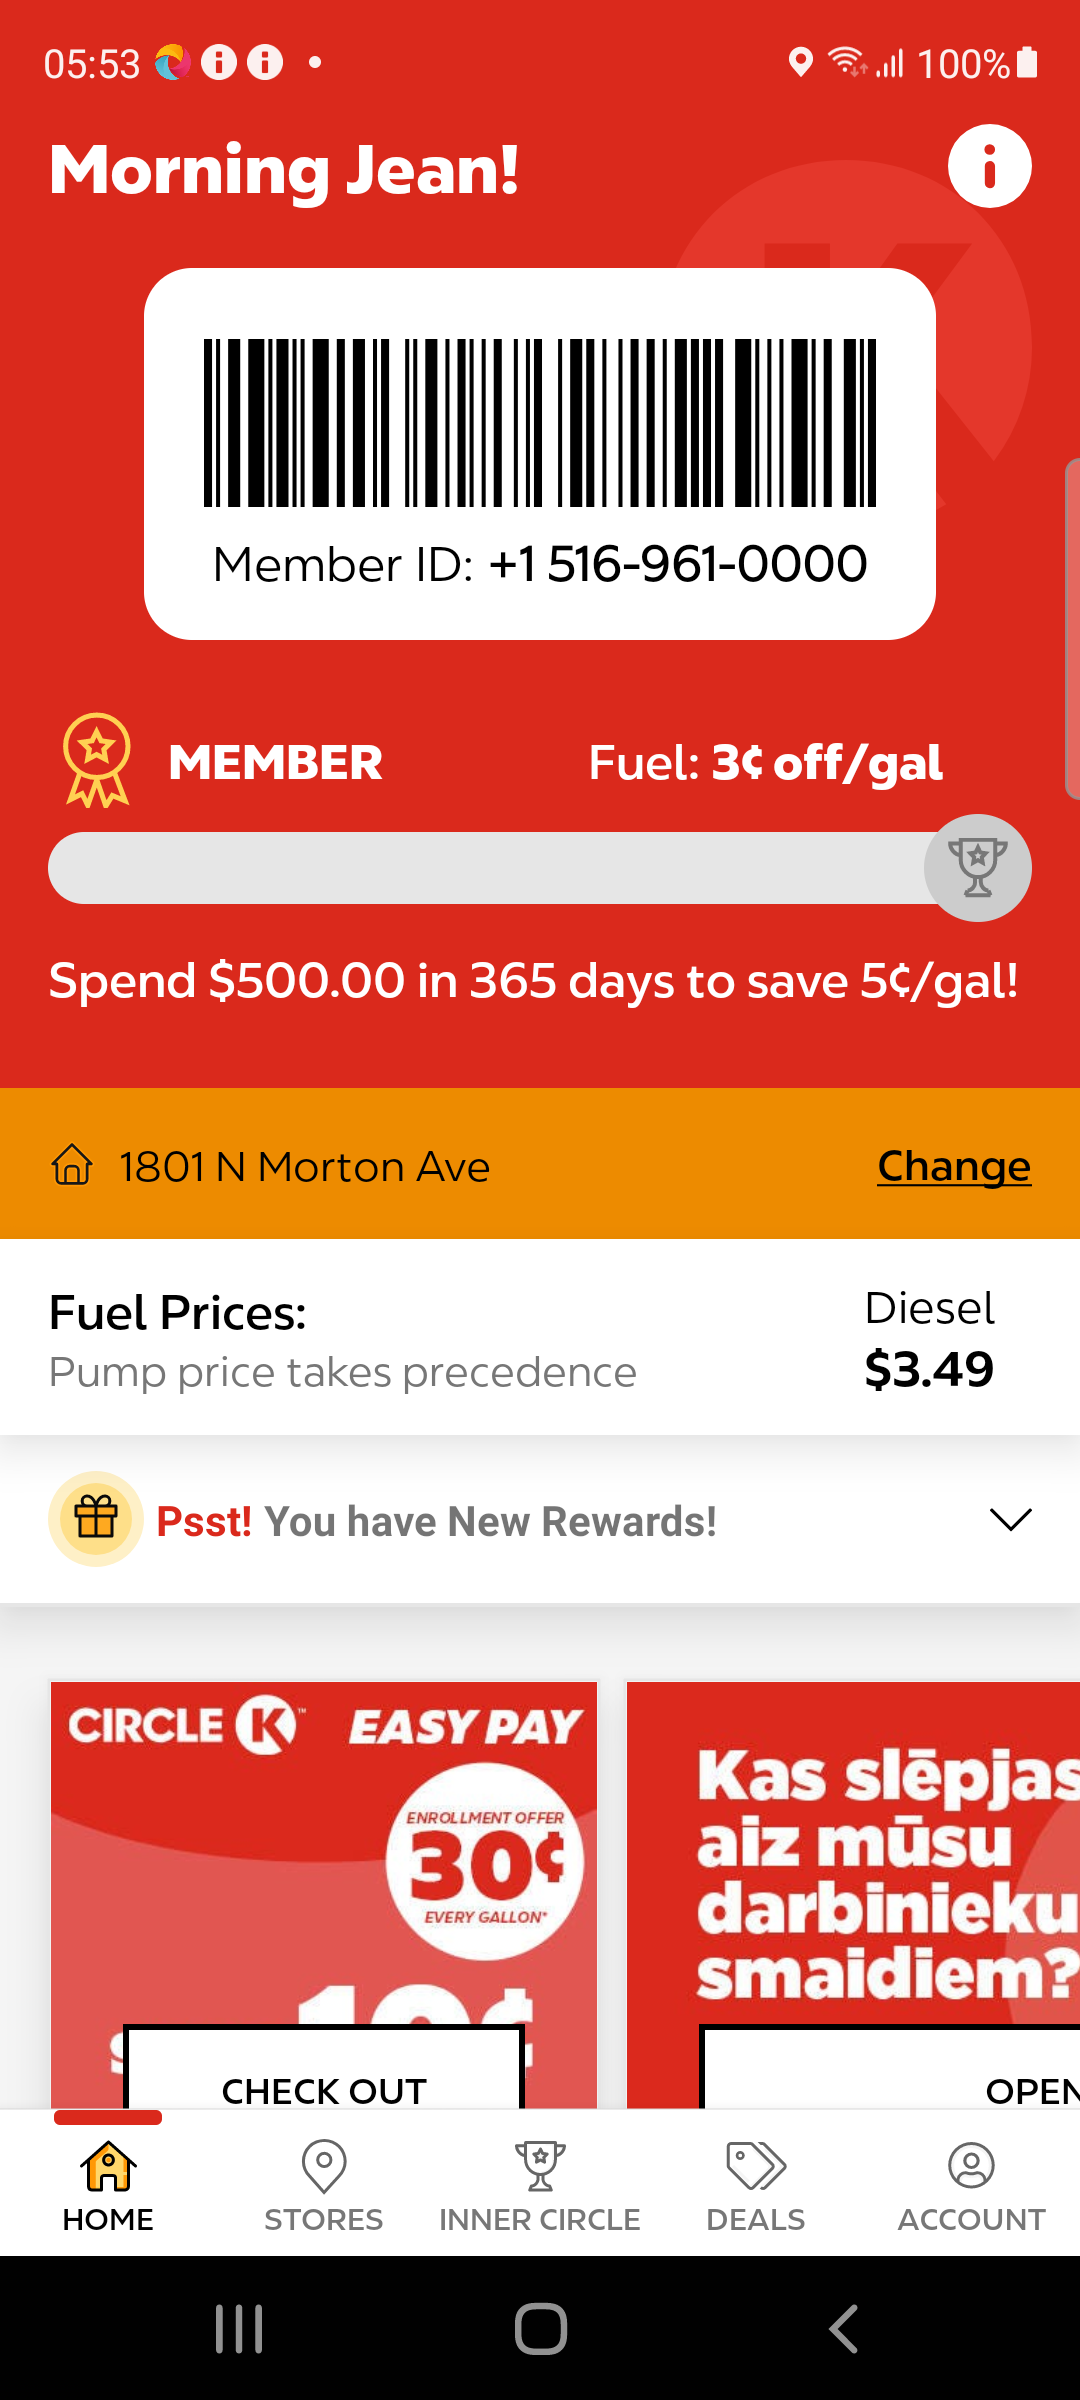 05:53
100%
Morning Jean!
Member ID: +1 516-961-0000
MEMBER
Fuel: 3¢ off/gal
Spend $500.00 in 365 days to save 5¢/gal!
1801 N Morton Ave
Change
Fuel Prices:
Diesel
Pump price takes precedence
$3.49
Psst! You have New Rewards!
CIRCLE K™ EASY PAY
ENROLLMENT OFFER
30¢
EVERY GALLON*
CHECK OUT
Kas slēpjas
aiz mūsu
darbinieku
smaidiem?
OPEN
HOME
STORES
INNER CIRCLE
DEALS
ACCOUNT